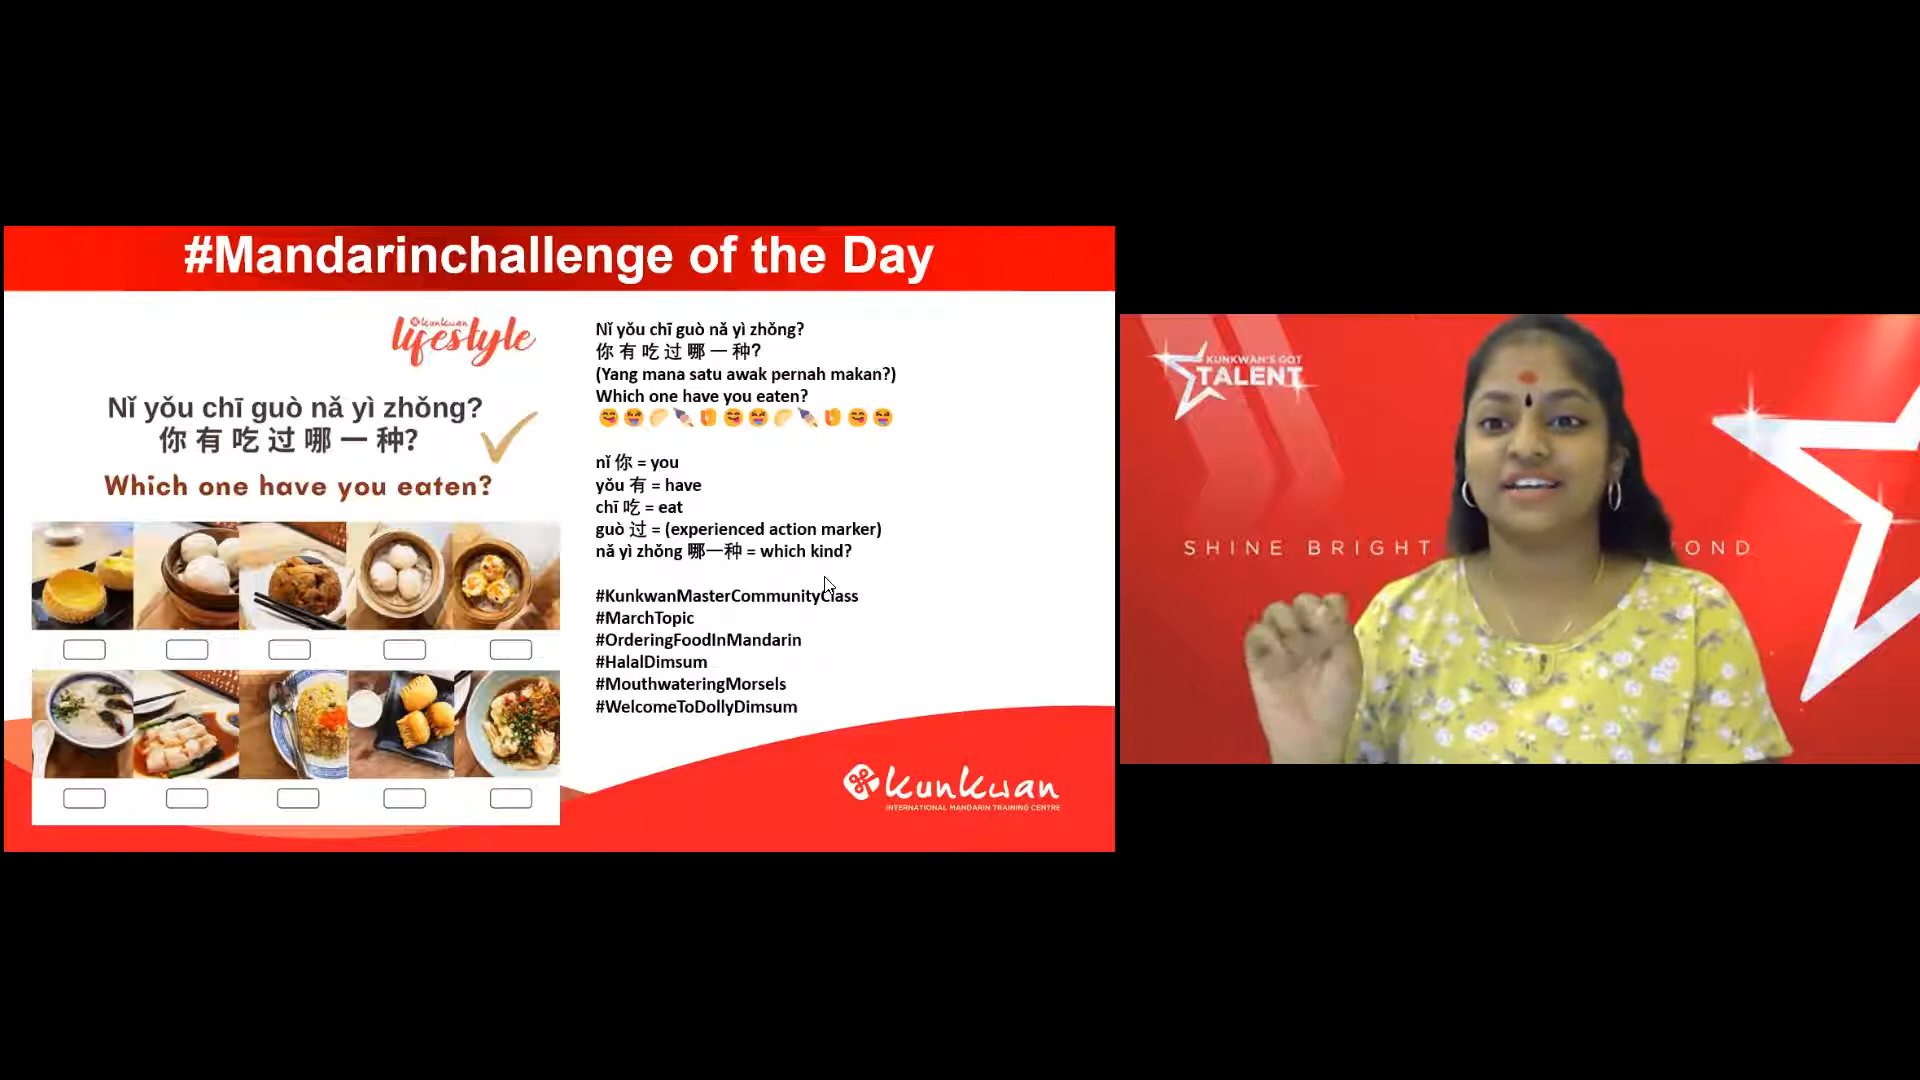 #Mandarinchallenge of the Day
kunkwan
lifestyle
Nǐ yǒu chī guò nǎ yì zhǒng?
你 有 吃 过 哪 一 种?
Which one have you eaten?
Nǐ yǒu chī guò nǎ yì zhǒng?
你 有 吃 过 哪 一 种?
(Yang mana satu awak pernah makan?)
Which one have you eaten?
nǐ 你 = you
yǒu 有 = have
chī 吃 = eat
guò 过 = (experienced action marker)
nǎ yì zhǒng 哪一种 = which kind?
#KunkwanMasterCommunityClass
#MarchTopic
#OrderingFoodInMandarin
#HalalDimsum
#MouthwateringMorsels
#WelcomeToDollyDimsum
kunkwan
INTERNATIONAL MANDARIN TRAINING CENTRE
KUNKWAN'S GOT
TALENT
SHINE BRIGHT OND